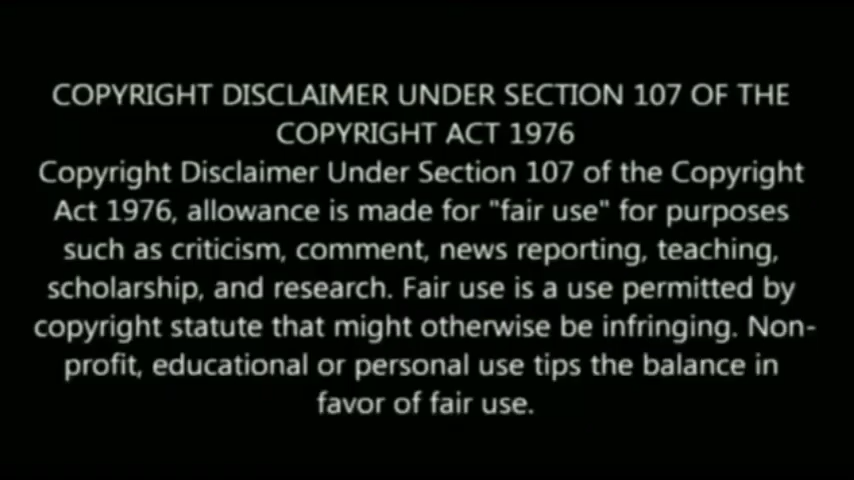 COPYRIGHT DISCLAIMER UNDER SECTION 107 OF THE
COPYRIGHT ACT 1976
Copyright Disclaimer Under Section 107 of the Copyright
Act 1976, allowance is made for "fair use" for purposes
such as criticism, comment, news reporting, teaching,
scholarship, and research. Fair use is a use permitted by
copyright statute that might otherwise be infringing. Non-
profit, educational or personal use tips the balance in
favor of fair use.